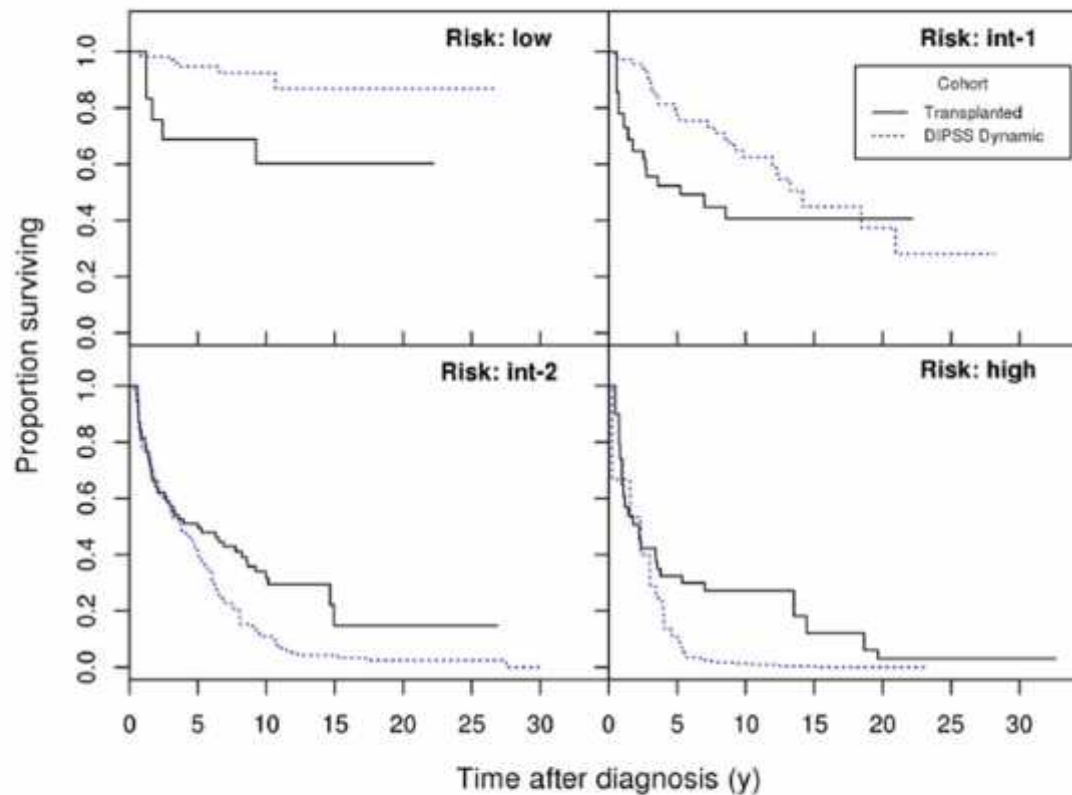 Risk: low
Risk: int-1
Cohort
Transplanted
DIPSS Dynamic
0.0 0.2 0.4 0.6 0.8 1.0
Proportion surviving
Risk: int-2
Risk: high
0.0 0.2 0.4 0.6 0.8 1.0
0 5 10 15 20 25 30
0 5 10 15 20 25 30
Time after diagnosis (y)